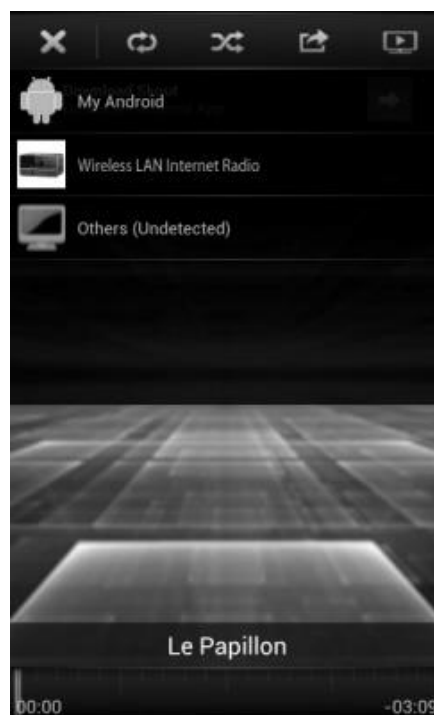 My Android
Wireless LAN Internet Radio
Others (Undetected)
Le Papillon
00:00
-03:09